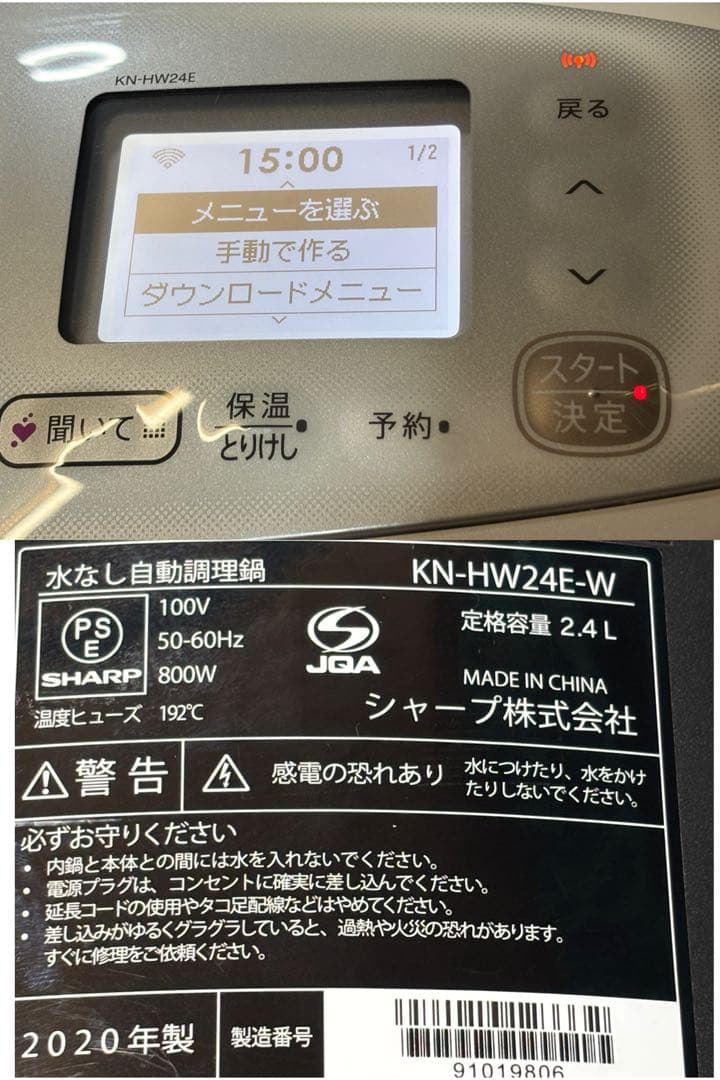 KN-HW24E
戻る
15:00 1/2
メニューを選ぶ
手動で作る
ダウンロードメニュー
スタート
決定
聞いて
保温
とりけし
予約
水なし自動調理鍋 KN-HW24E-W
PSE
SHARP
100V
50-60Hz
800W
JQA
定格容量 2.4L
MADE IN CHINA
シャープ株式会社
温度ヒューズ 192℃
警告
感電の恐れあり
水につけたり、水をかけ
たりしないでください。
必ずお守りください
・ 内鍋と本体との間には水を入れないでください。
・ 電源プラグは、コンセントに確実に差し込んでください。
・ 延長コードの使用やタコ足配線などはやめてください。
・ 差し込みがゆるくグラグラしていると、過熱や火災の恐れがあります。
すぐに修理をご依頼ください。
2020年製 製造番号
91019806